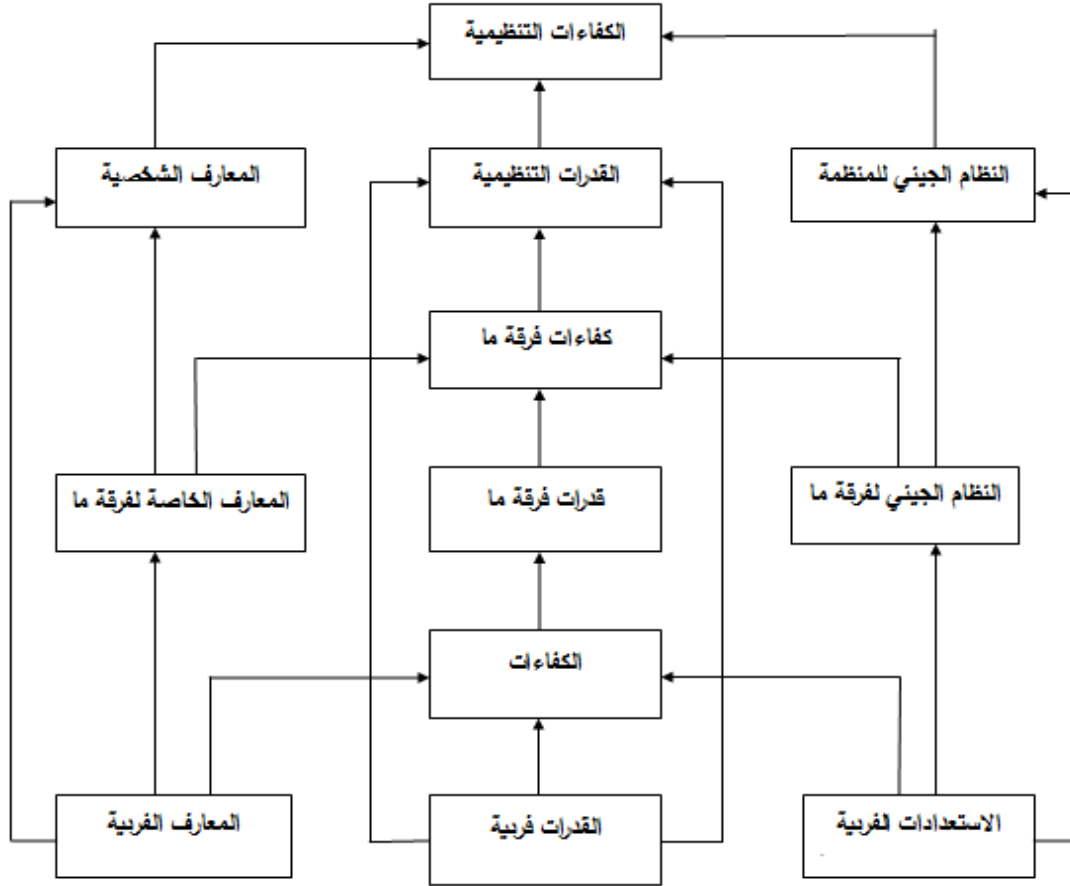 الكفاءات التنظيمية
النظام الجيني للمنظمة
القدرات التنظيمية
المعارف الشخصية
كفاءات فرقة ما
النظام الجيني لفرقة ما
قدرات فرقة ما
المعارف الخاصة لفرقة ما
الكفاءات
الاستعدادات الفردية
القدرات فردية
المعارف الفردية